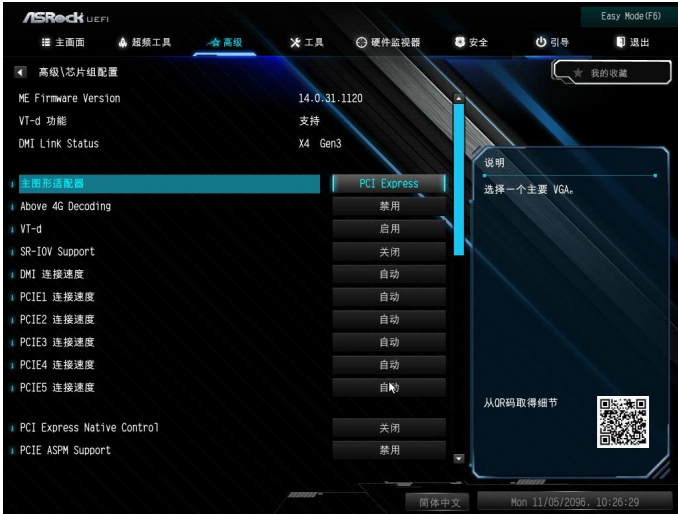 ASRock UEFI
Easy Mode(F6)
主画面 超频工具 高级 工具 硬件监视器 安全 引导 退出
高级\芯片组配置
我的收藏
ME Firmware Version 14.0.31.1120
VT-d 功能 支持
DMI Link Status X4 Gen3
主图形适配器 PCI Express
Above 4G Decoding 禁用
VT-d 启用
SR-IOV Support 关闭
DMI 连接速度 自动
PCIE1 连接速度 自动
PCIE2 连接速度 自动
PCIE3 连接速度 自动
PCIE4 连接速度 自动
PCIE5 连接速度 自动
PCI Express Native Control 关闭
PCIE ASPM Support 禁用
说明
选择一个主要 VGA。
从QR码取得细节
简体中文
Mon 11/05/2096. 10:26:29